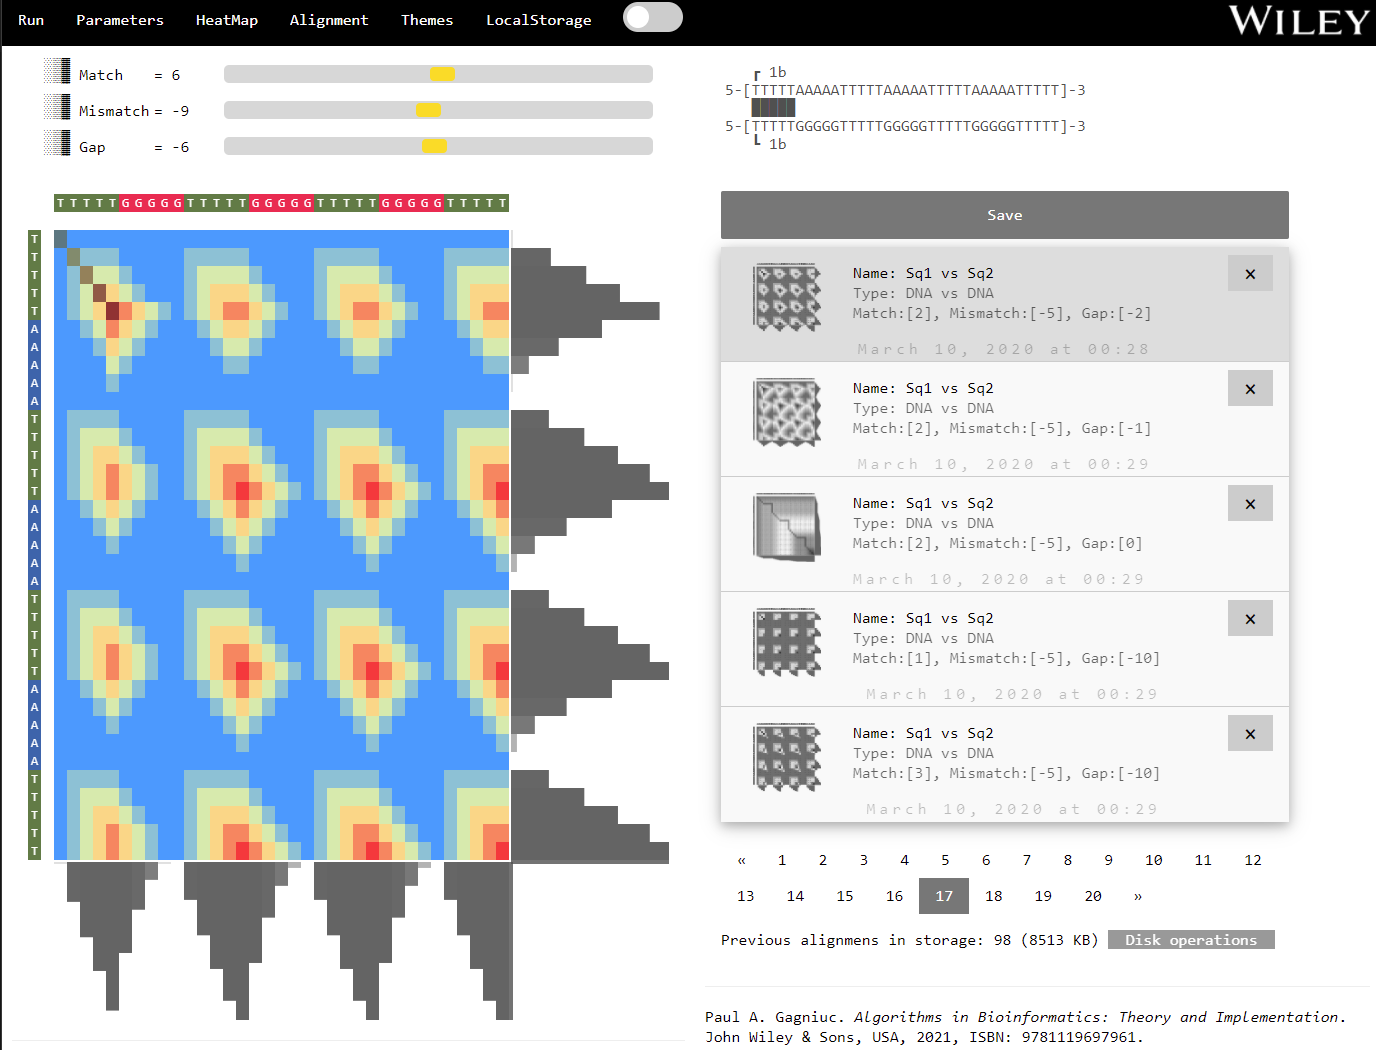 Run Parameters HeatMap Alignment Themes LocalStorage
WILEY
Match = 6
Mismatch = -9
Gap = -6
TTTTTGGGGGTTTTTGGGGGTTTTTGGGGGTTTTT
T
T
T
T
T
A
A
A
A
A
T
T
T
T
T
A
A
A
A
A
T
T
T
T
T
A
A
A
A
A
T
T
T
T
T
┏ 1b
5-[TTTTTAAAAATTTTTAAAAATTTTTAAAAATTTTT]-3
5-[TTTTTGGGGGTTTTTGGGGGTTTTTGGGGGTTTTT]-3
┗ 1b
Save
Name: Sq1 vs Sq2 ×
Type: DNA vs DNA
Match:[2], Mismatch:[-5], Gap:[-2]
March 10, 2020 at 00:28
Name: Sq1 vs Sq2 ×
Type: DNA vs DNA
Match:[2], Mismatch:[-5], Gap:[-1]
March 10, 2020 at 00:29
Name: Sq1 vs Sq2 ×
Type: DNA vs DNA
Match:[2], Mismatch:[-5], Gap:[0]
March 10, 2020 at 00:29
Name: Sq1 vs Sq2 ×
Type: DNA vs DNA
Match:[1], Mismatch:[-5], Gap:[-10]
March 10, 2020 at 00:29
Name: Sq1 vs Sq2 ×
Type: DNA vs DNA
Match:[3], Mismatch:[-5], Gap:[-10]
March 10, 2020 at 00:29
« 1 2 3 4 5 6 7 8 9 10 11 12
13 14 15 16 17 18 19 20 »
Previous alignmens in storage: 98 (8513 KB) Disk operations
Paul A. Gagniuc. Algorithms in Bioinformatics: Theory and Implementation.
John Wiley & Sons, USA, 2021, ISBN: 9781119697961.